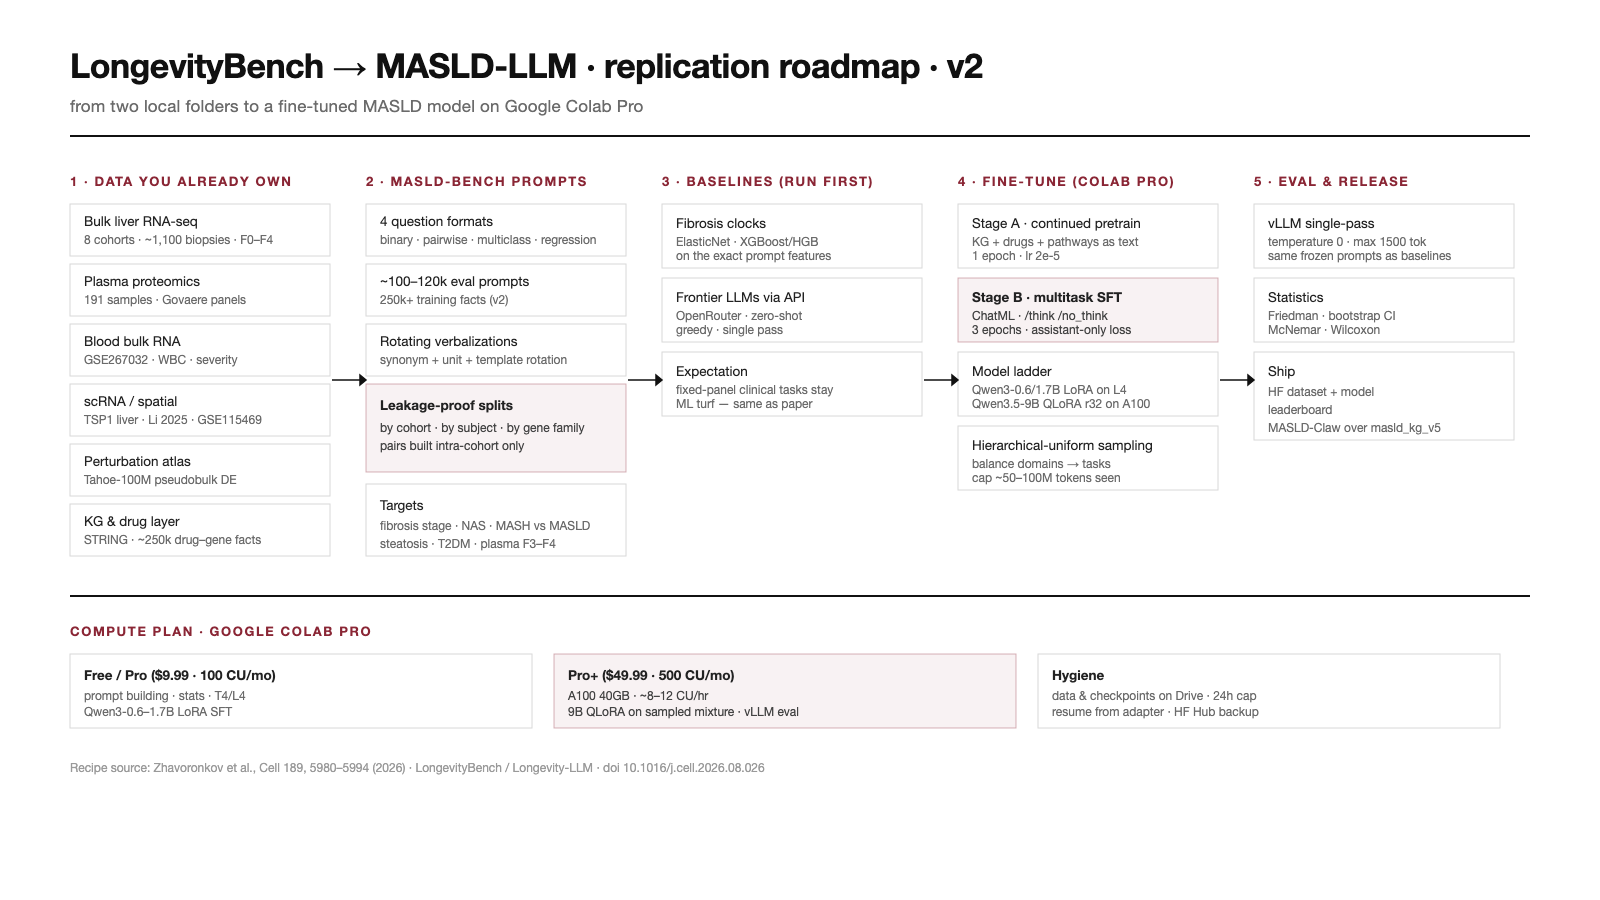 LongevityBench → MASLD-LLM · replication roadmap · v2
from two local folders to a fine-tuned MASLD model on Google Colab Pro
1 · DATA YOU ALREADY OWN
Bulk liver RNA-seq
8 cohorts · ~1,100 biopsies · F0–F4
Plasma proteomics
191 samples · Govaere panels
Blood bulk RNA
GSE267032 · WBC · severity
scRNA / spatial
TSP1 liver · Li 2025 · GSE115469
Perturbation atlas
Tahoe-100M pseudobulk DE
KG & drug layer
STRING · ~250k drug–gene facts
2 · MASLD-BENCH PROMPTS
4 question formats
binary · pairwise · multiclass · regression
~100–120k eval prompts
250k+ training facts (v2)
Rotating verbalizations
synonym + unit + template rotation
Leakage-proof splits
by cohort · by subject · by gene family
pairs built intra-cohort only
Targets
fibrosis stage · NAS · MASH vs MASLD
steatosis · T2DM · plasma F3–F4
3 · BASELINES (RUN FIRST)
Fibrosis clocks
ElasticNet · XGBoost/HGB
on the exact prompt features
Frontier LLMs via API
OpenRouter · zero-shot
greedy · single pass
Expectation
fixed-panel clinical tasks stay
ML turf — same as paper
4 · FINE-TUNE (COLAB PRO)
Stage A · continued pretrain
KG + drugs + pathways as text
1 epoch · lr 2e-5
Stage B · multitask SFT
ChatML · /think /no_think
3 epochs · assistant-only loss
Model ladder
Qwen3-0.6/1.7B LoRA on L4
Qwen3.5-9B QLoRA r32 on A100
Hierarchical-uniform sampling
balance domains → tasks
cap ~50–100M tokens seen
5 · EVAL & RELEASE
vLLM single-pass
temperature 0 · max 1500 tok
same frozen prompts as baselines
Statistics
Friedman · bootstrap CI
McNemar · Wilcoxon
Ship
HF dataset + model
leaderboard
MASLD-Claw over masld_kg_v5
COMPUTE PLAN · GOOGLE COLAB PRO
Free / Pro ($9.99 · 100 CU/mo)
prompt building · stats · T4/L4
Qwen3-0.6–1.7B LoRA SFT
Pro+ ($49.99 · 500 CU/mo)
A100 40GB · ~8–12 CU/hr
9B QLoRA on sampled mixture · vLLM eval
Hygiene
data & checkpoints on Drive · 24h cap
resume from adapter · HF Hub backup
Recipe source: Zhavoronkov et al., Cell 189, 5980–5994 (2026) · LongevityBench / Longevity-LLM · doi 10.1016/j.cell.2026.08.026